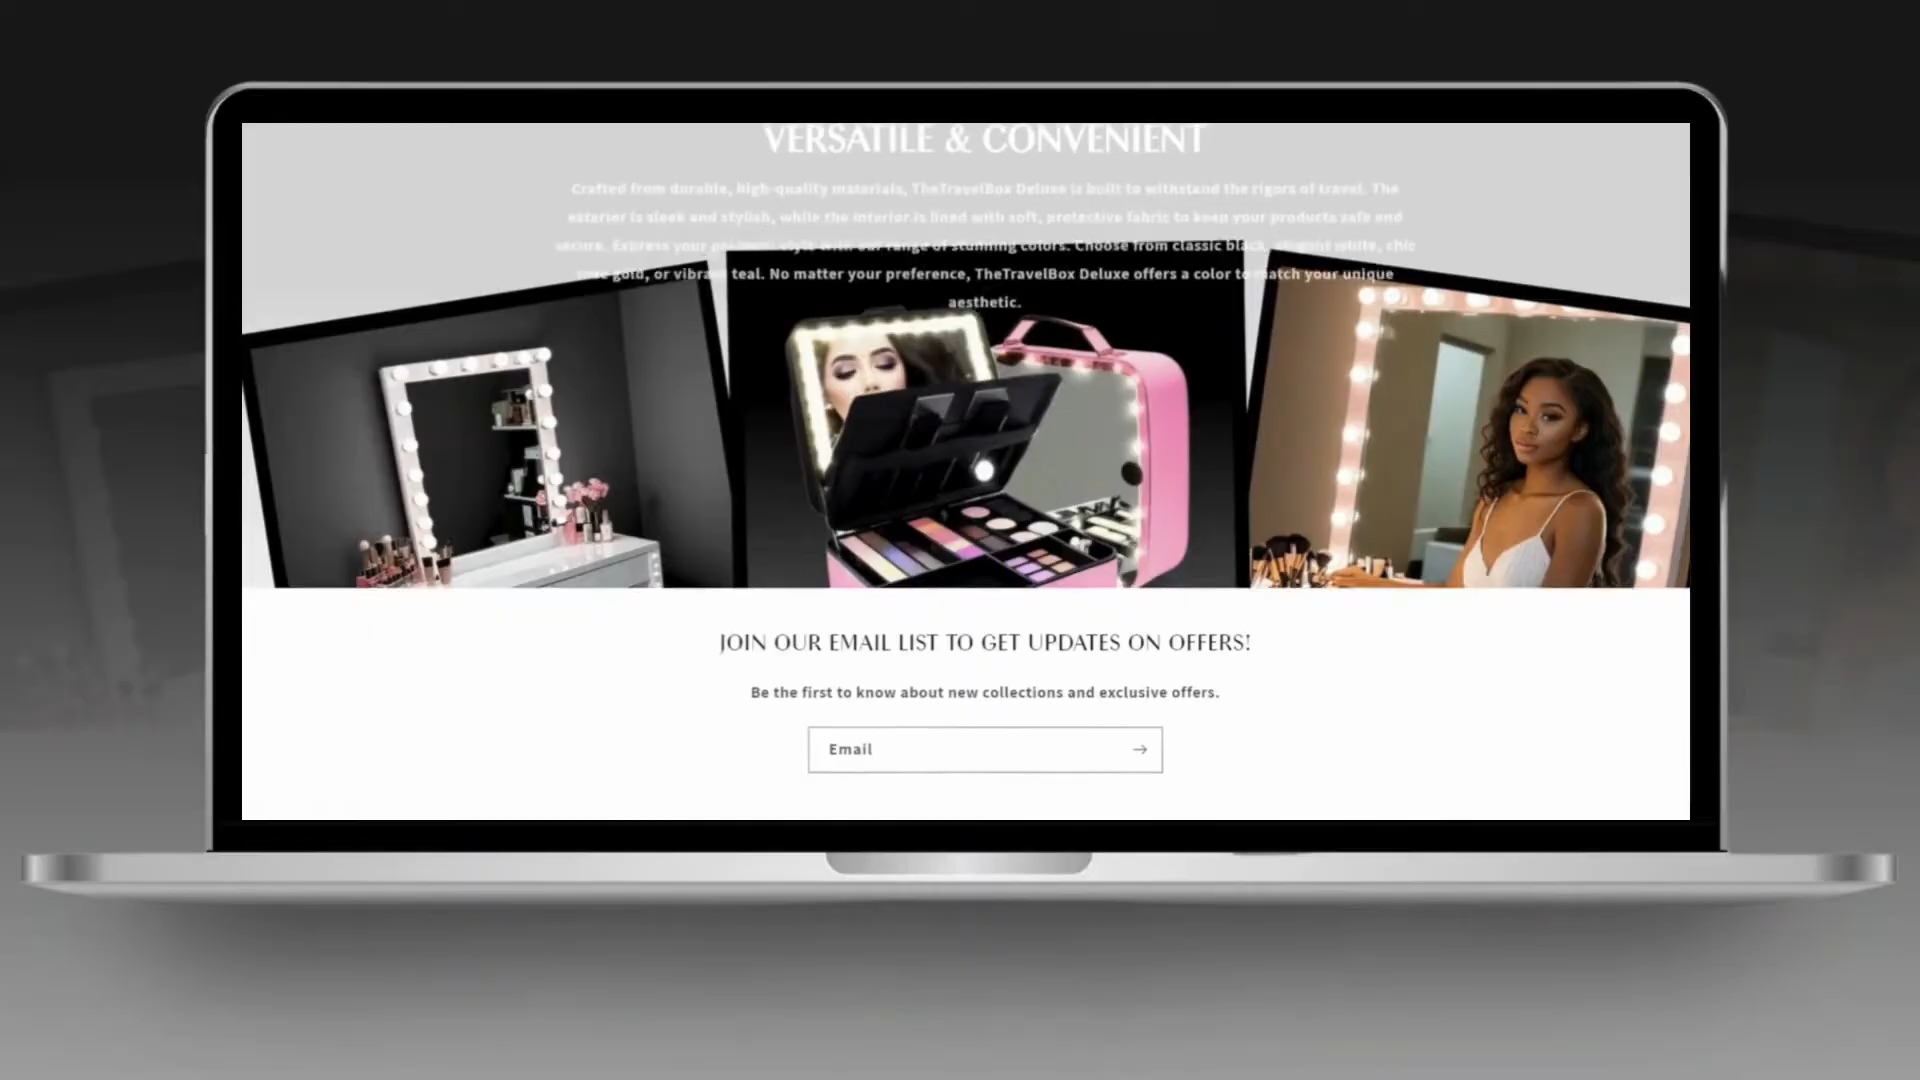 VERSATILE & CONVENIENT
Crafted from durable, high-quality materials, TheTravelBox Deluxe is built to withstand the rigors of travel. The
exterior is sleek and stylish, while the interior is lined with soft, protective fabric to keep your products safe and
secure. Express your personal style with our range of stunning colors. Choose from classic black, elegant white, chic
rose gold, or vibrant teal. No matter your preference, TheTravelBox Deluxe offers a color to match your unique
aesthetic.
JOIN OUR EMAIL LIST TO GET UPDATES ON OFFERS!
Be the first to know about new collections and exclusive offers.
Email →